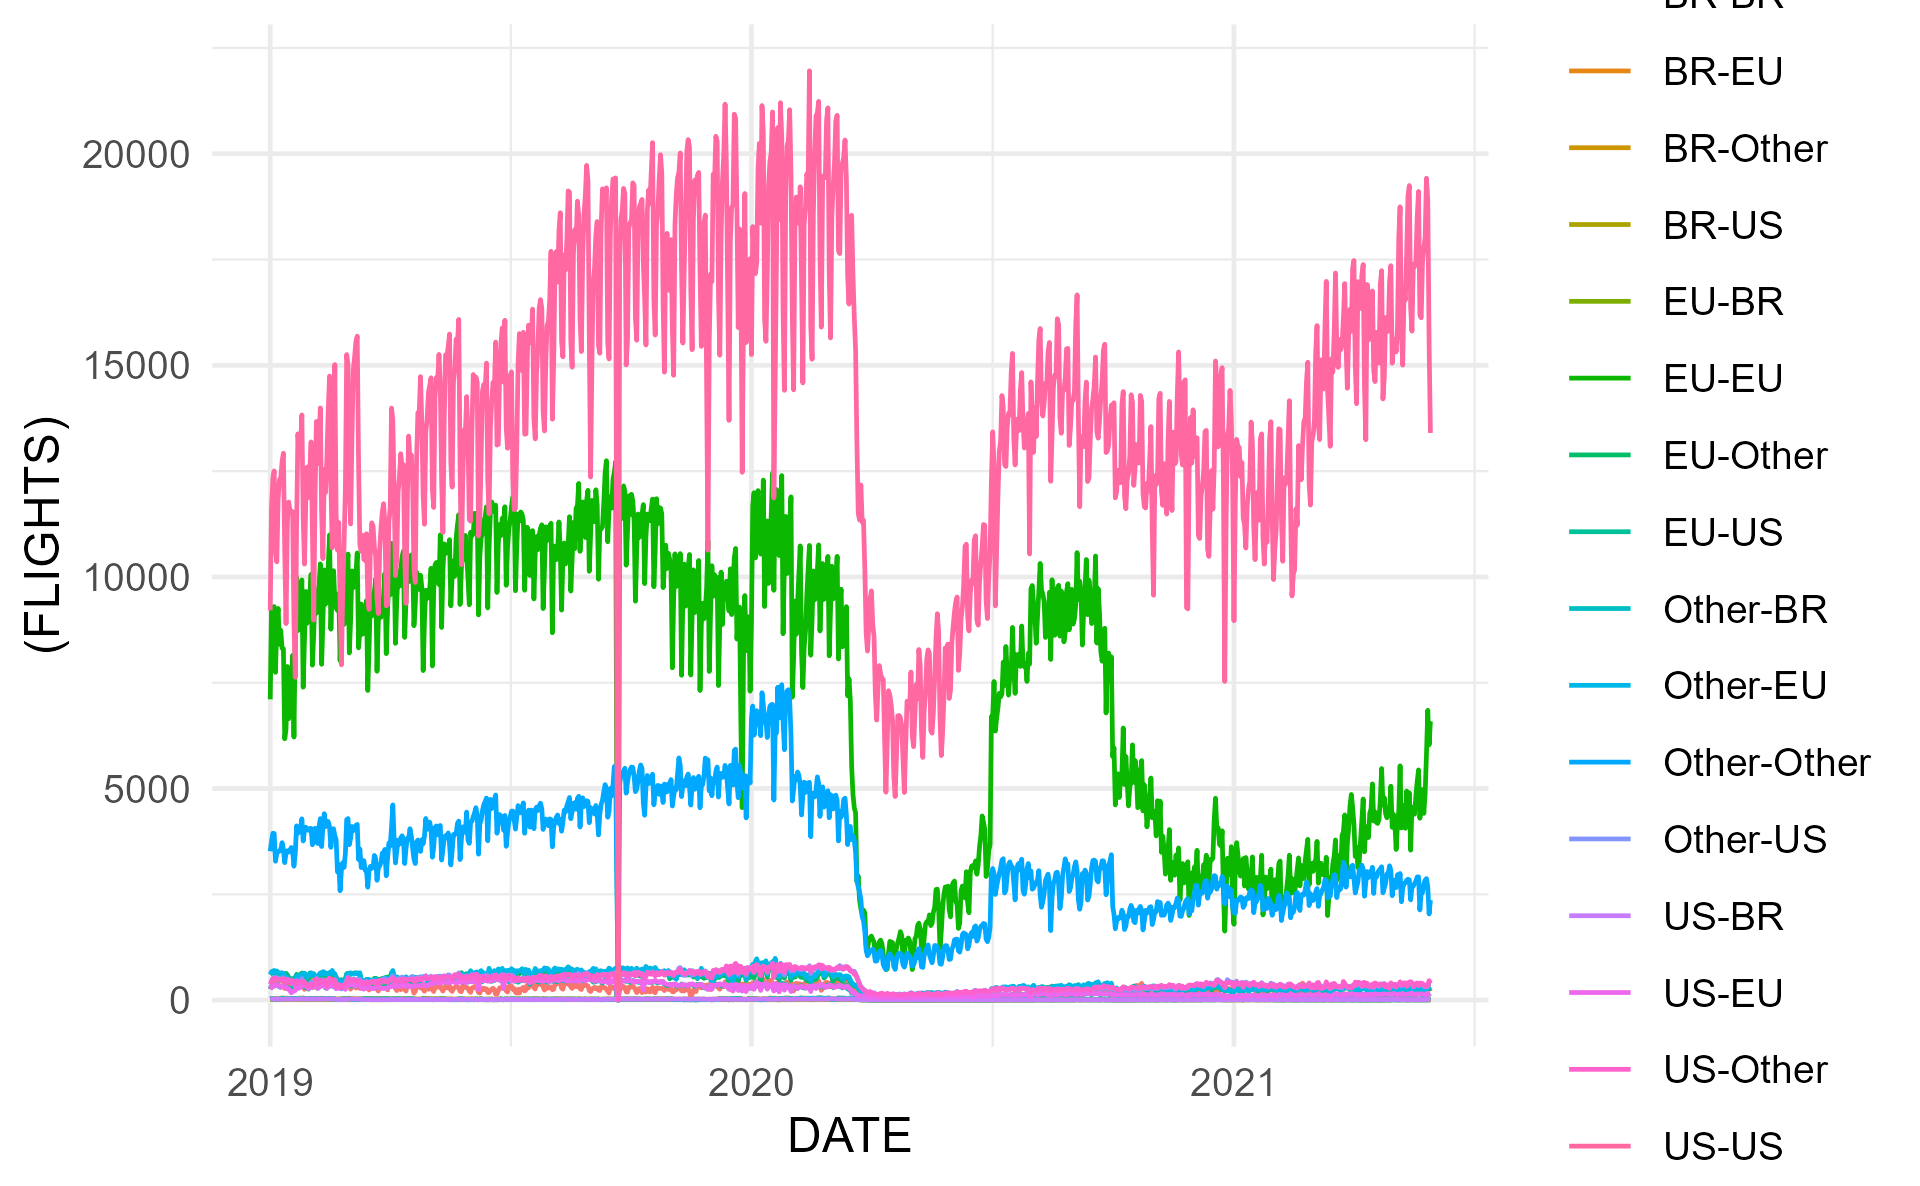 BR-BR
BR-EU
BR-Other
BR-US
EU-BR
EU-EU
EU-Other
EU-US
Other-BR
Other-EU
Other-Other
Other-US
US-BR
US-EU
US-Other
US-US
20000
15000
10000
5000
0
(FLIGHTS)
2019 2020 2021
DATE